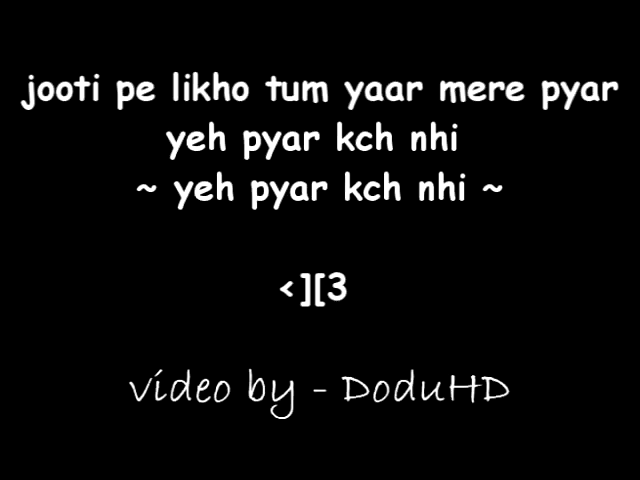 jooti pe likho tum yaar mere pyar
yeh pyar kch nhi
~ yeh pyar kch nhi ~
<][3
video by - DoduHD